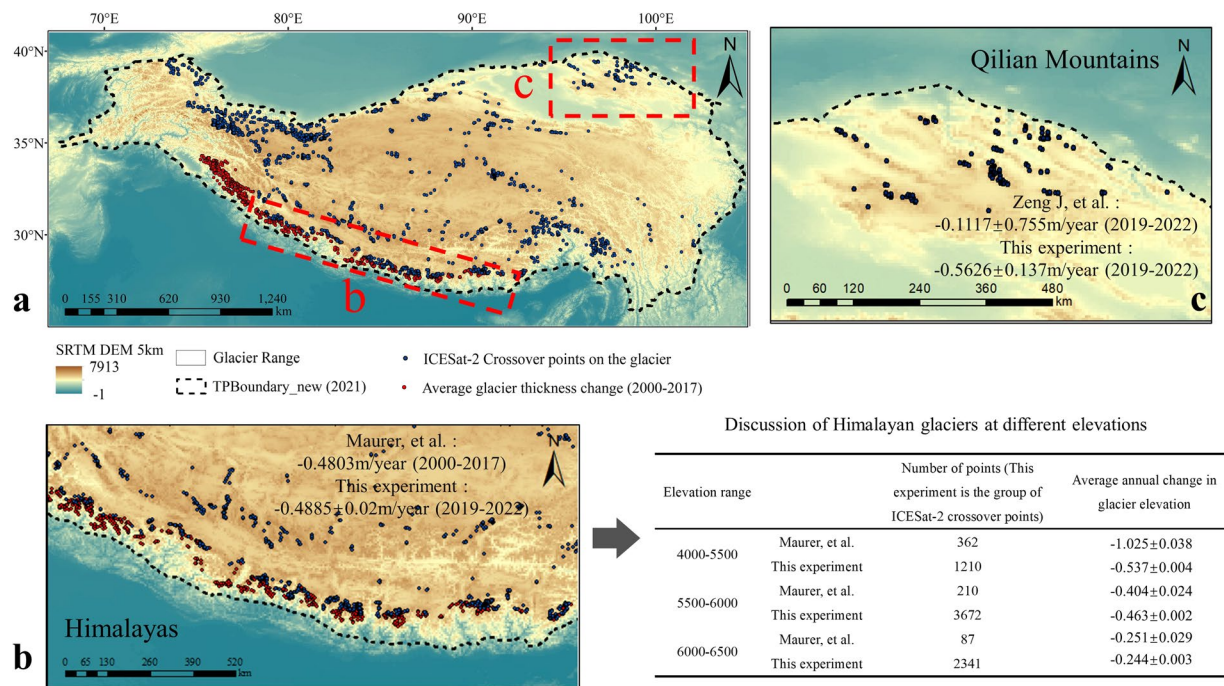 70°E 80°E 90°E 100°E
40°N
35°N
30°N
N
c
b
a
0 155 310 620 930 1,240
km
Qilian Mountains
N
Zeng J, et al. :
-0.1117±0.755m/year (2019-2022)
This experiment :
-0.5626±0.137m/year (2019-2022)
0 60 120 240 360 480
km
c
SRTM DEM 5km
7913
-1
Glacier Range
TPBoundary_new (2021)
ICESat-2 Crossover points on the glacier
Average glacier thickness change (2000-2017)
Maurer, et al. :
-0.4803m/year (2000-2017)
This experiment :
-0.4885±0.02m/year (2019-2022)
N
Himalayas
0 65 130 260 390 520
km
b
Discussion of Himalayan glaciers at different elevations
Elevation range
Number of points (This
experiment is the group of
ICESat-2 crossover points)
Average annual change in
glacier elevation
4000-5500
Maurer, et al. 362 -1.025±0.038
This experiment 1210 -0.537±0.004
5500-6000
Maurer, et al. 210 -0.404±0.024
This experiment 3672 -0.463±0.002
6000-6500
Maurer, et al. 87 -0.251±0.029
This experiment 2341 -0.244±0.003